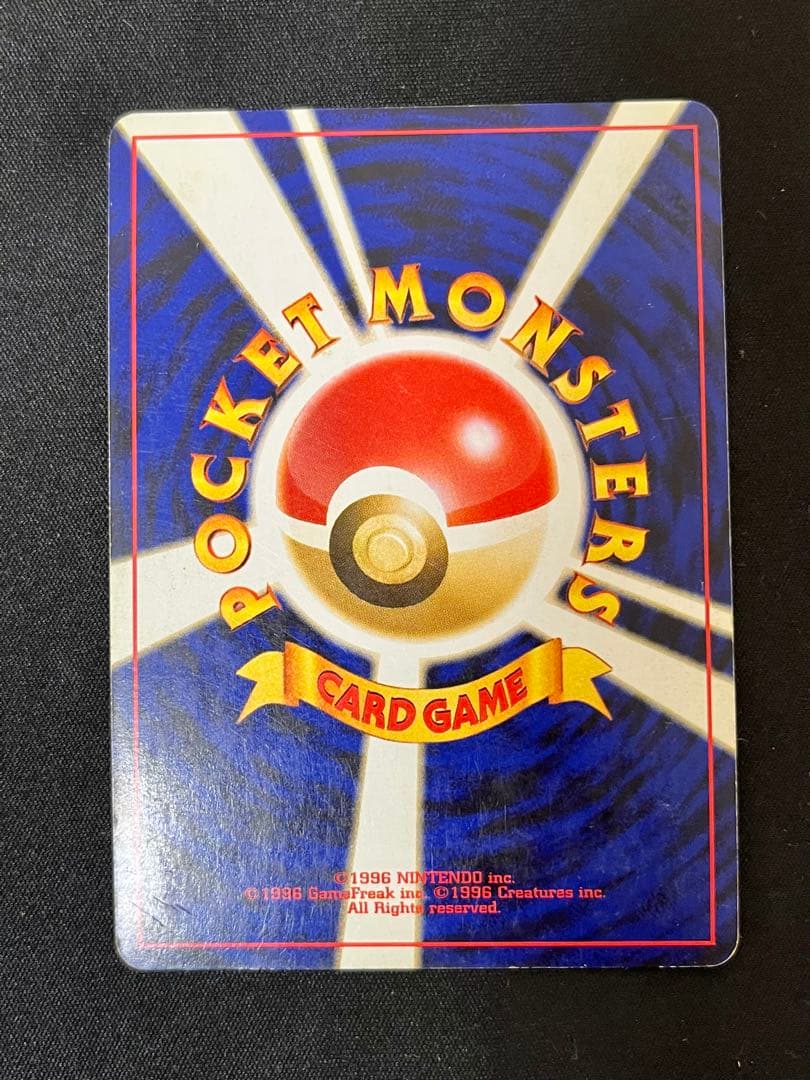 POCKET MONSTERS
CARD GAME
©1996 NINTENDO inc.
©1996 GameFreak inc. ©1996 Creatures inc.
All Rights reserved.